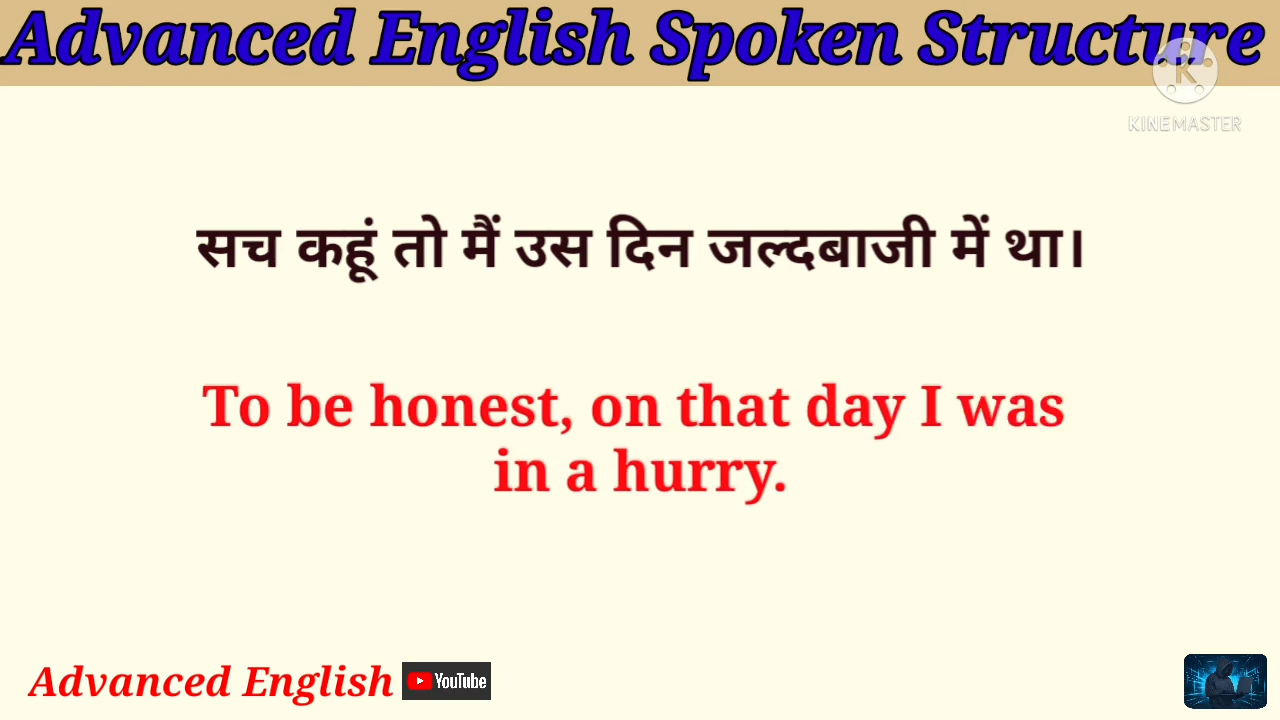 Advanced English Spoken Structure
KINEMASTER
सच कहूं तो मैं उस दिन जल्दबाजी में था।
To be honest, on that day I was
in a hurry.
Advanced English YouTube